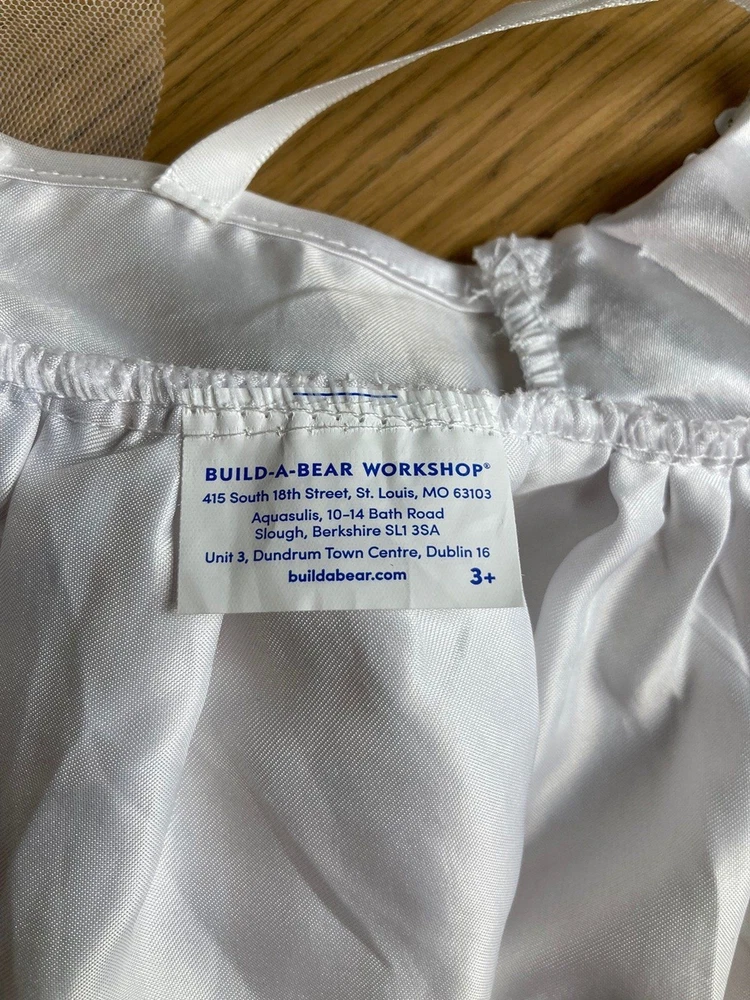 BUILD-A-BEAR WORKSHOP®
415 South 18th Street, St. Louis, MO 63103
Aquasulis, 10-14 Bath Road
Slough, Berkshire SL1 3SA
Unit 3, Dundrum Town Centre, Dublin 16
buildabear.com 3+